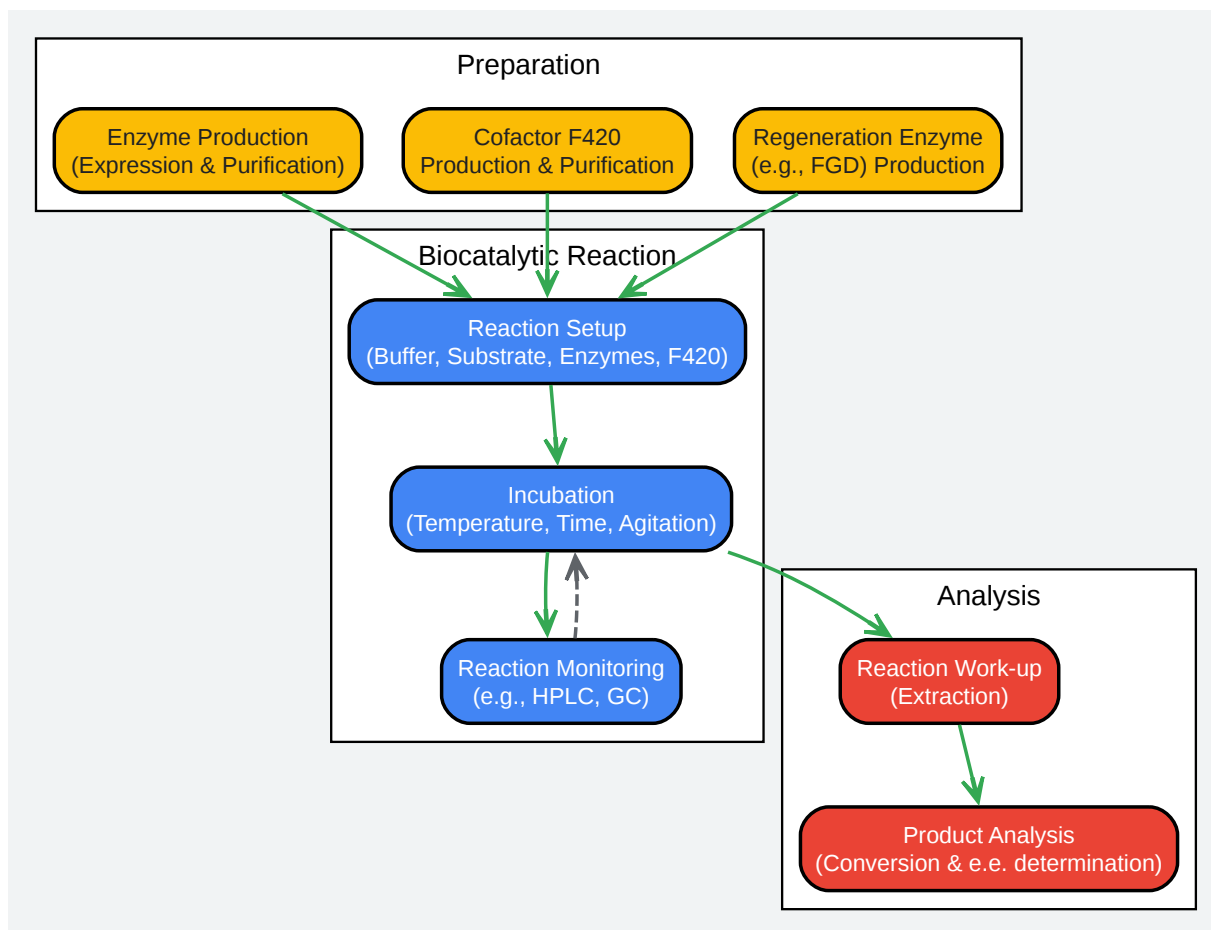 Preparation
Enzyme Production
(Expression & Purification)
Cofactor F420
Production & Purification
Regeneration Enzyme
(e.g., FGD) Production
Biocatalytic Reaction
Reaction Setup
(Buffer, Substrate, Enzymes, F420)
Incubation
(Temperature, Time, Agitation)
Reaction Monitoring
(e.g., HPLC, GC)
Analysis
Reaction Work-up
(Extraction)
Product Analysis
(Conversion & e.e. determination)